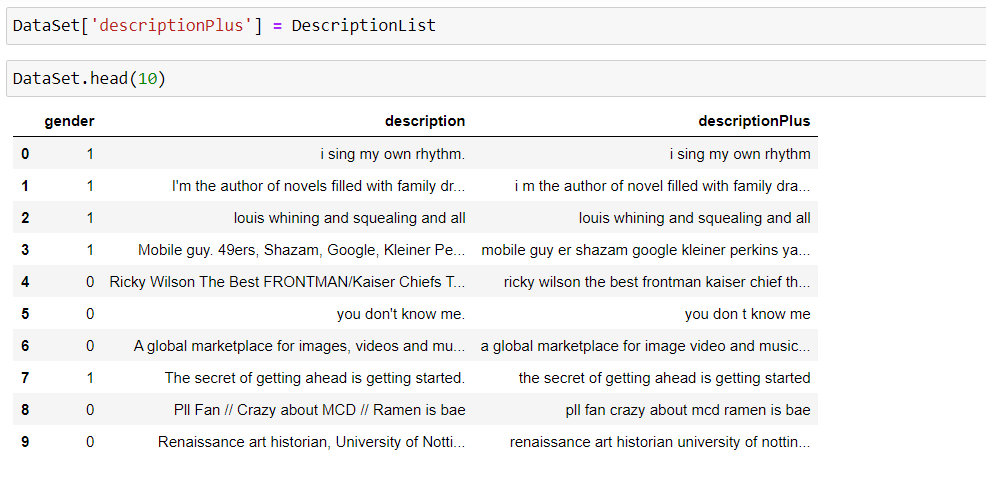 DataSet['descriptionPlus'] = DescriptionList
DataSet.head(10)
gender description descriptionPlus
0 1 i sing my own rhythm. i sing my own rhythm
1 1 I'm the author of novels filled with family dr... i m the author of novel filled with family dra...
2 1 louis whining and squealing and all louis whining and squealing and all
3 1 Mobile guy. 49ers, Shazam, Google, Kleiner Pe... mobile guy er shazam google kleiner perkins ya...
4 0 Ricky Wilson The Best FRONTMAN/Kaiser Chiefs T... ricky wilson the best frontman kaiser chief th...
5 0 you don't know me. you don t know me
6 0 A global marketplace for images, videos and mu... a global marketplace for image video and music...
7 1 The secret of getting ahead is getting started. the secret of getting ahead is getting started
8 0 Pll Fan // Crazy about MCD // Ramen is bae pll fan crazy about mcd ramen is bae
9 0 Renaissance art historian, University of Notti... renaissance art historian university of nottin...